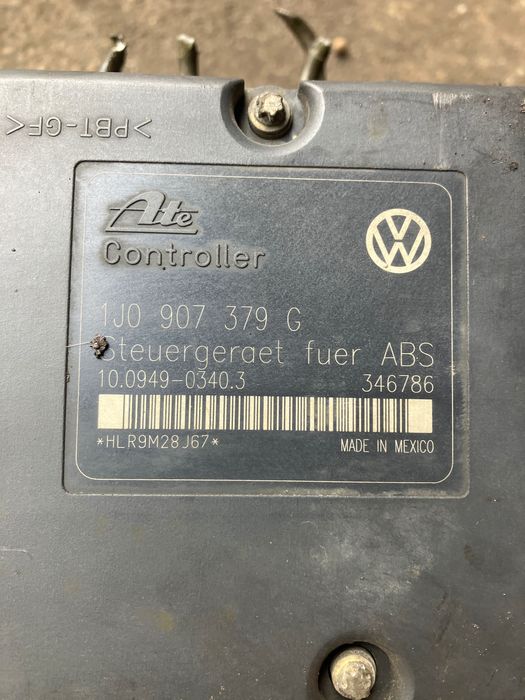 >PBT-GF<
Ate
Controller
VW
1J0 907 379 G
Steuergeraet fuer ABS
10.0949-0340.3 346786
*HLR9M28J67*
MADE IN MEXICO